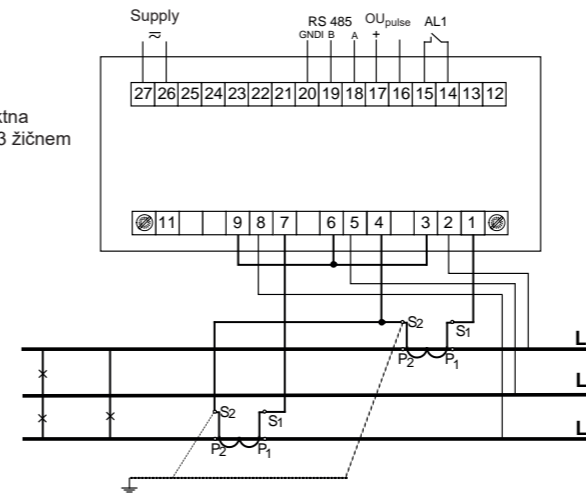 Supply
RS 485 OUpulse AL1
≂ GNDI B A +
27 26 25 24 23 22 21 20 19 18 17 16 15 14 13 12
ktna
3 žičnem
11 9 8 7 6 5 4 3 2 1
S2 S1
L
P2 P1
L
S2 S1
L
P2 P1